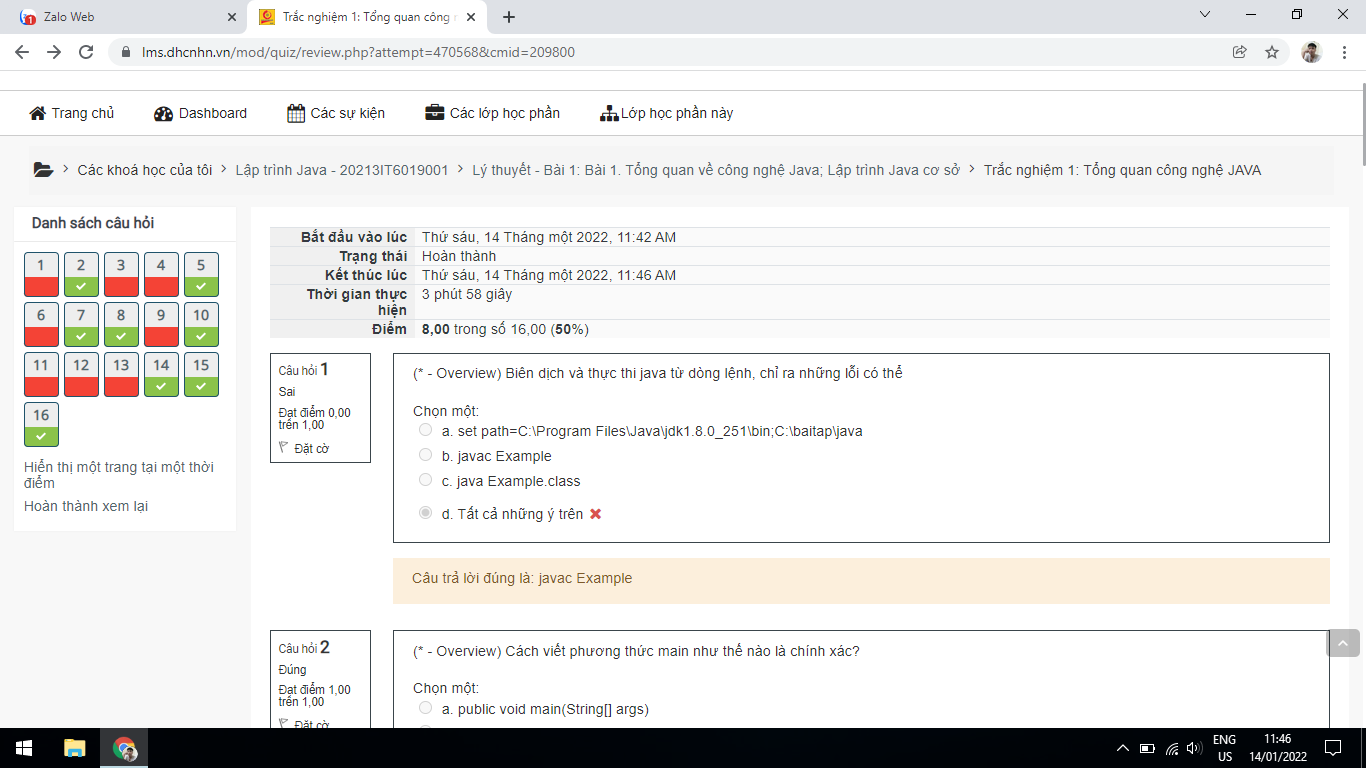 Zalo Web
Trắc nghiệm 1: Tổng quan công n
lms.dhcnhn.vn/mod/quiz/review.php?attempt=470568&cmid=209800
Trang chủ
Dashboard
Các sự kiện
Các lớp học phần
Lớp học phần này
Các khoá học của tôi > Lập trình Java - 20213IT6019001 > Lý thuyết - Bài 1: Bài 1. Tổng quan về công nghệ Java; Lập trình Java cơ sở > Trắc nghiệm 1: Tổng quan công nghệ JAVA
Danh sách câu hỏi
1 2 3 4 5
6 7 8 9 10
11 12 13 14 15
16
Hiển thị một trang tại một thời
điểm
Hoàn thành xem lại
Bắt đầu vào lúc Thứ sáu, 14 Tháng một 2022, 11:42 AM
Trạng thái Hoàn thành
Kết thúc lúc Thứ sáu, 14 Tháng một 2022, 11:46 AM
Thời gian thực 3 phút 58 giây
hiện
Điểm 8,00 trong số 16,00 (50%)
Câu hỏi 1
Sai
Đạt điểm 0,00
trên 1,00
Đặt cờ
(* - Overview) Biên dịch và thực thi java từ dòng lệnh, chỉ ra những lỗi có thể
Chọn một:
a. set path=C:\Program Files\Java\jdk1.8.0_251\bin;C:\baitap\java
b. javac Example
c. java Example.class
d. Tất cả những ý trên
Câu trả lời đúng là: javac Example
Câu hỏi 2
Đúng
Đạt điểm 1,00
trên 1,00
Đặt cờ
(* - Overview) Cách viết phương thức main như thế nào là chính xác?
Chọn một:
a. public void main(String[] args)
ENG
US
11:46
14/01/2022